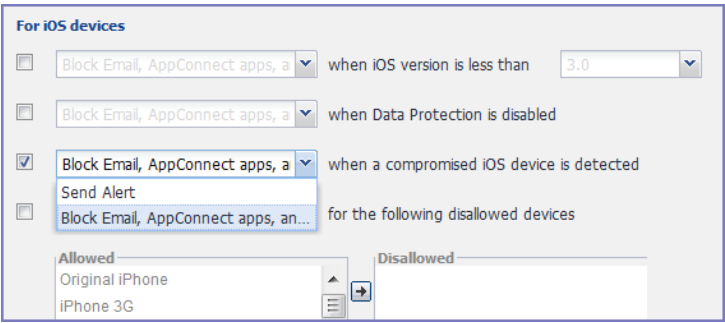 For iOS devices
Block Email, AppConnect apps, a when iOS version is less than 3.0
Block Email, AppConnect apps, a when Data Protection is disabled
Block Email, AppConnect apps, a when a compromised iOS device is detected
Send Alert
Block Email, AppConnect apps, an...
for the following disallowed devices
Allowed Disallowed
Original iPhone
iPhone 3G